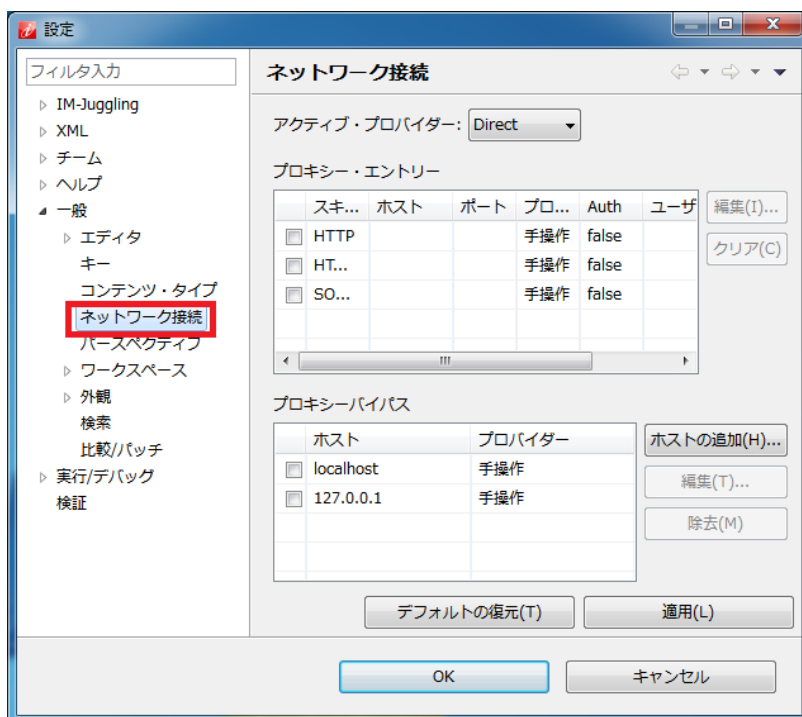 設定
フィルタ入力
IM-Juggling
XML
チーム
ヘルプ
一般
エディタ
キー
コンテンツ・タイプ
ネットワーク接続
パースペクティブ
ワークスペース
外観
検索
比較/パッチ
実行/デバッグ
検証
ネットワーク接続
アクティブ・プロバイダー: Direct
プロキシー・エントリー
スキ... ホスト ポート プロ... Auth ユーザ
HTTP 手操作 false
HT... 手操作 false
SO... 手操作 false
編集(I)...
クリア(C)
プロキシーバイパス
ホスト プロバイダー
localhost 手操作
127.0.0.1 手操作
ホストの追加(H)...
編集(T)...
除去(M)
デフォルトの復元(T) 適用(L)
OK キャンセル